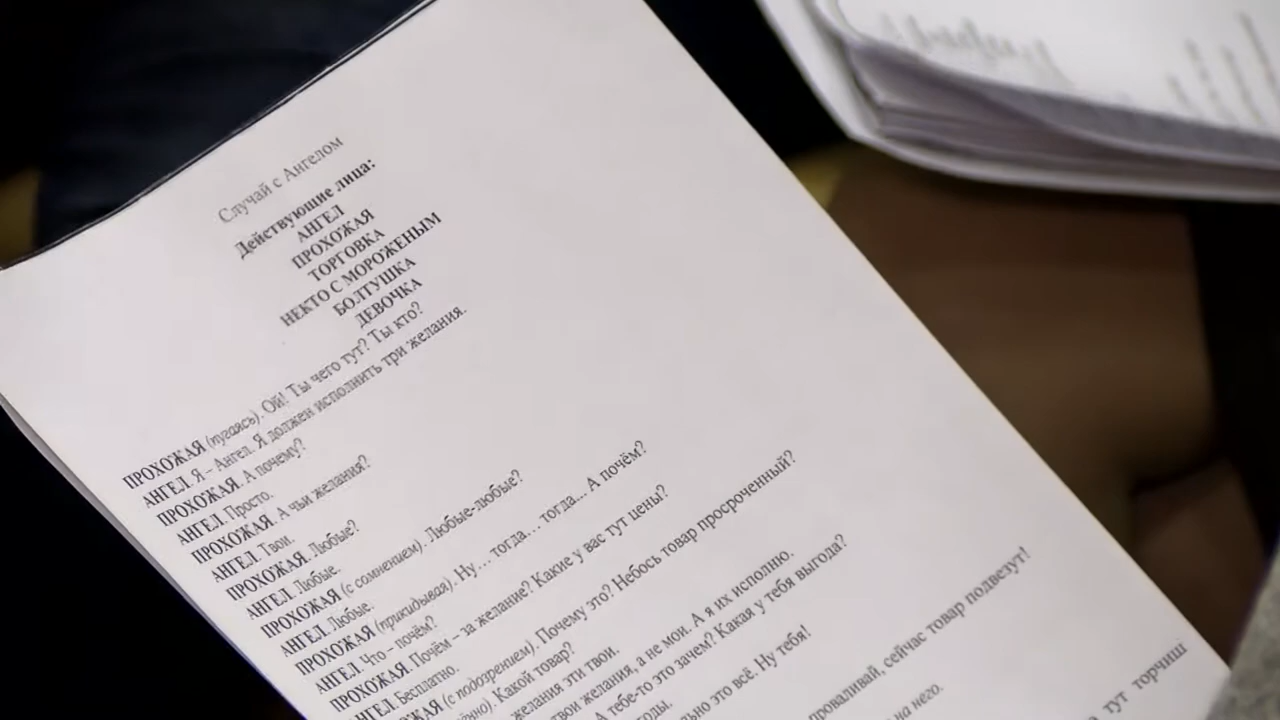 Случай с Ангелом
Действующие лица:
АНГЕЛ
ПРОХОЖАЯ
ТОРГОВКА
НЕКТО С МОРОЖЕНЫМ
БОЛТУШКА
ДЕВОЧКА
ПРОХОЖАЯ (пугаясь). Ой! Ты чего тут? Ты кто?
АНГЕЛ. Я – Ангел. Я должен исполнить три желания.
ПРОХОЖАЯ. А почему?
АНГЕЛ. Просто.
ПРОХОЖАЯ. А чьи желания?
АНГЕЛ. Твои.
ПРОХОЖАЯ. Любые?
АНГЕЛ. Любые.
ПРОХОЖАЯ (с сомнением). Любые-любые?
АНГЕЛ. Любые.
ПРОХОЖАЯ (прикидывая). Ну… тогда… тогда... А почём?
АНГЕЛ. Что – почём?
ПРОХОЖАЯ. Почём – за желание? Какие у вас тут цены?
АНГЕЛ. Бесплатно.
ПРОХОЖАЯ (с подозрением). Почему это? Небось товар просроченный?
Какой товар?
желания эти твои.
твои желания, а не мои. А я их исполню.
А тебе-то это зачем? Какая у тебя выгода?
это всё. Ну тебя!
проваливай, сейчас товар подвезут!
на него.
тут торчиш